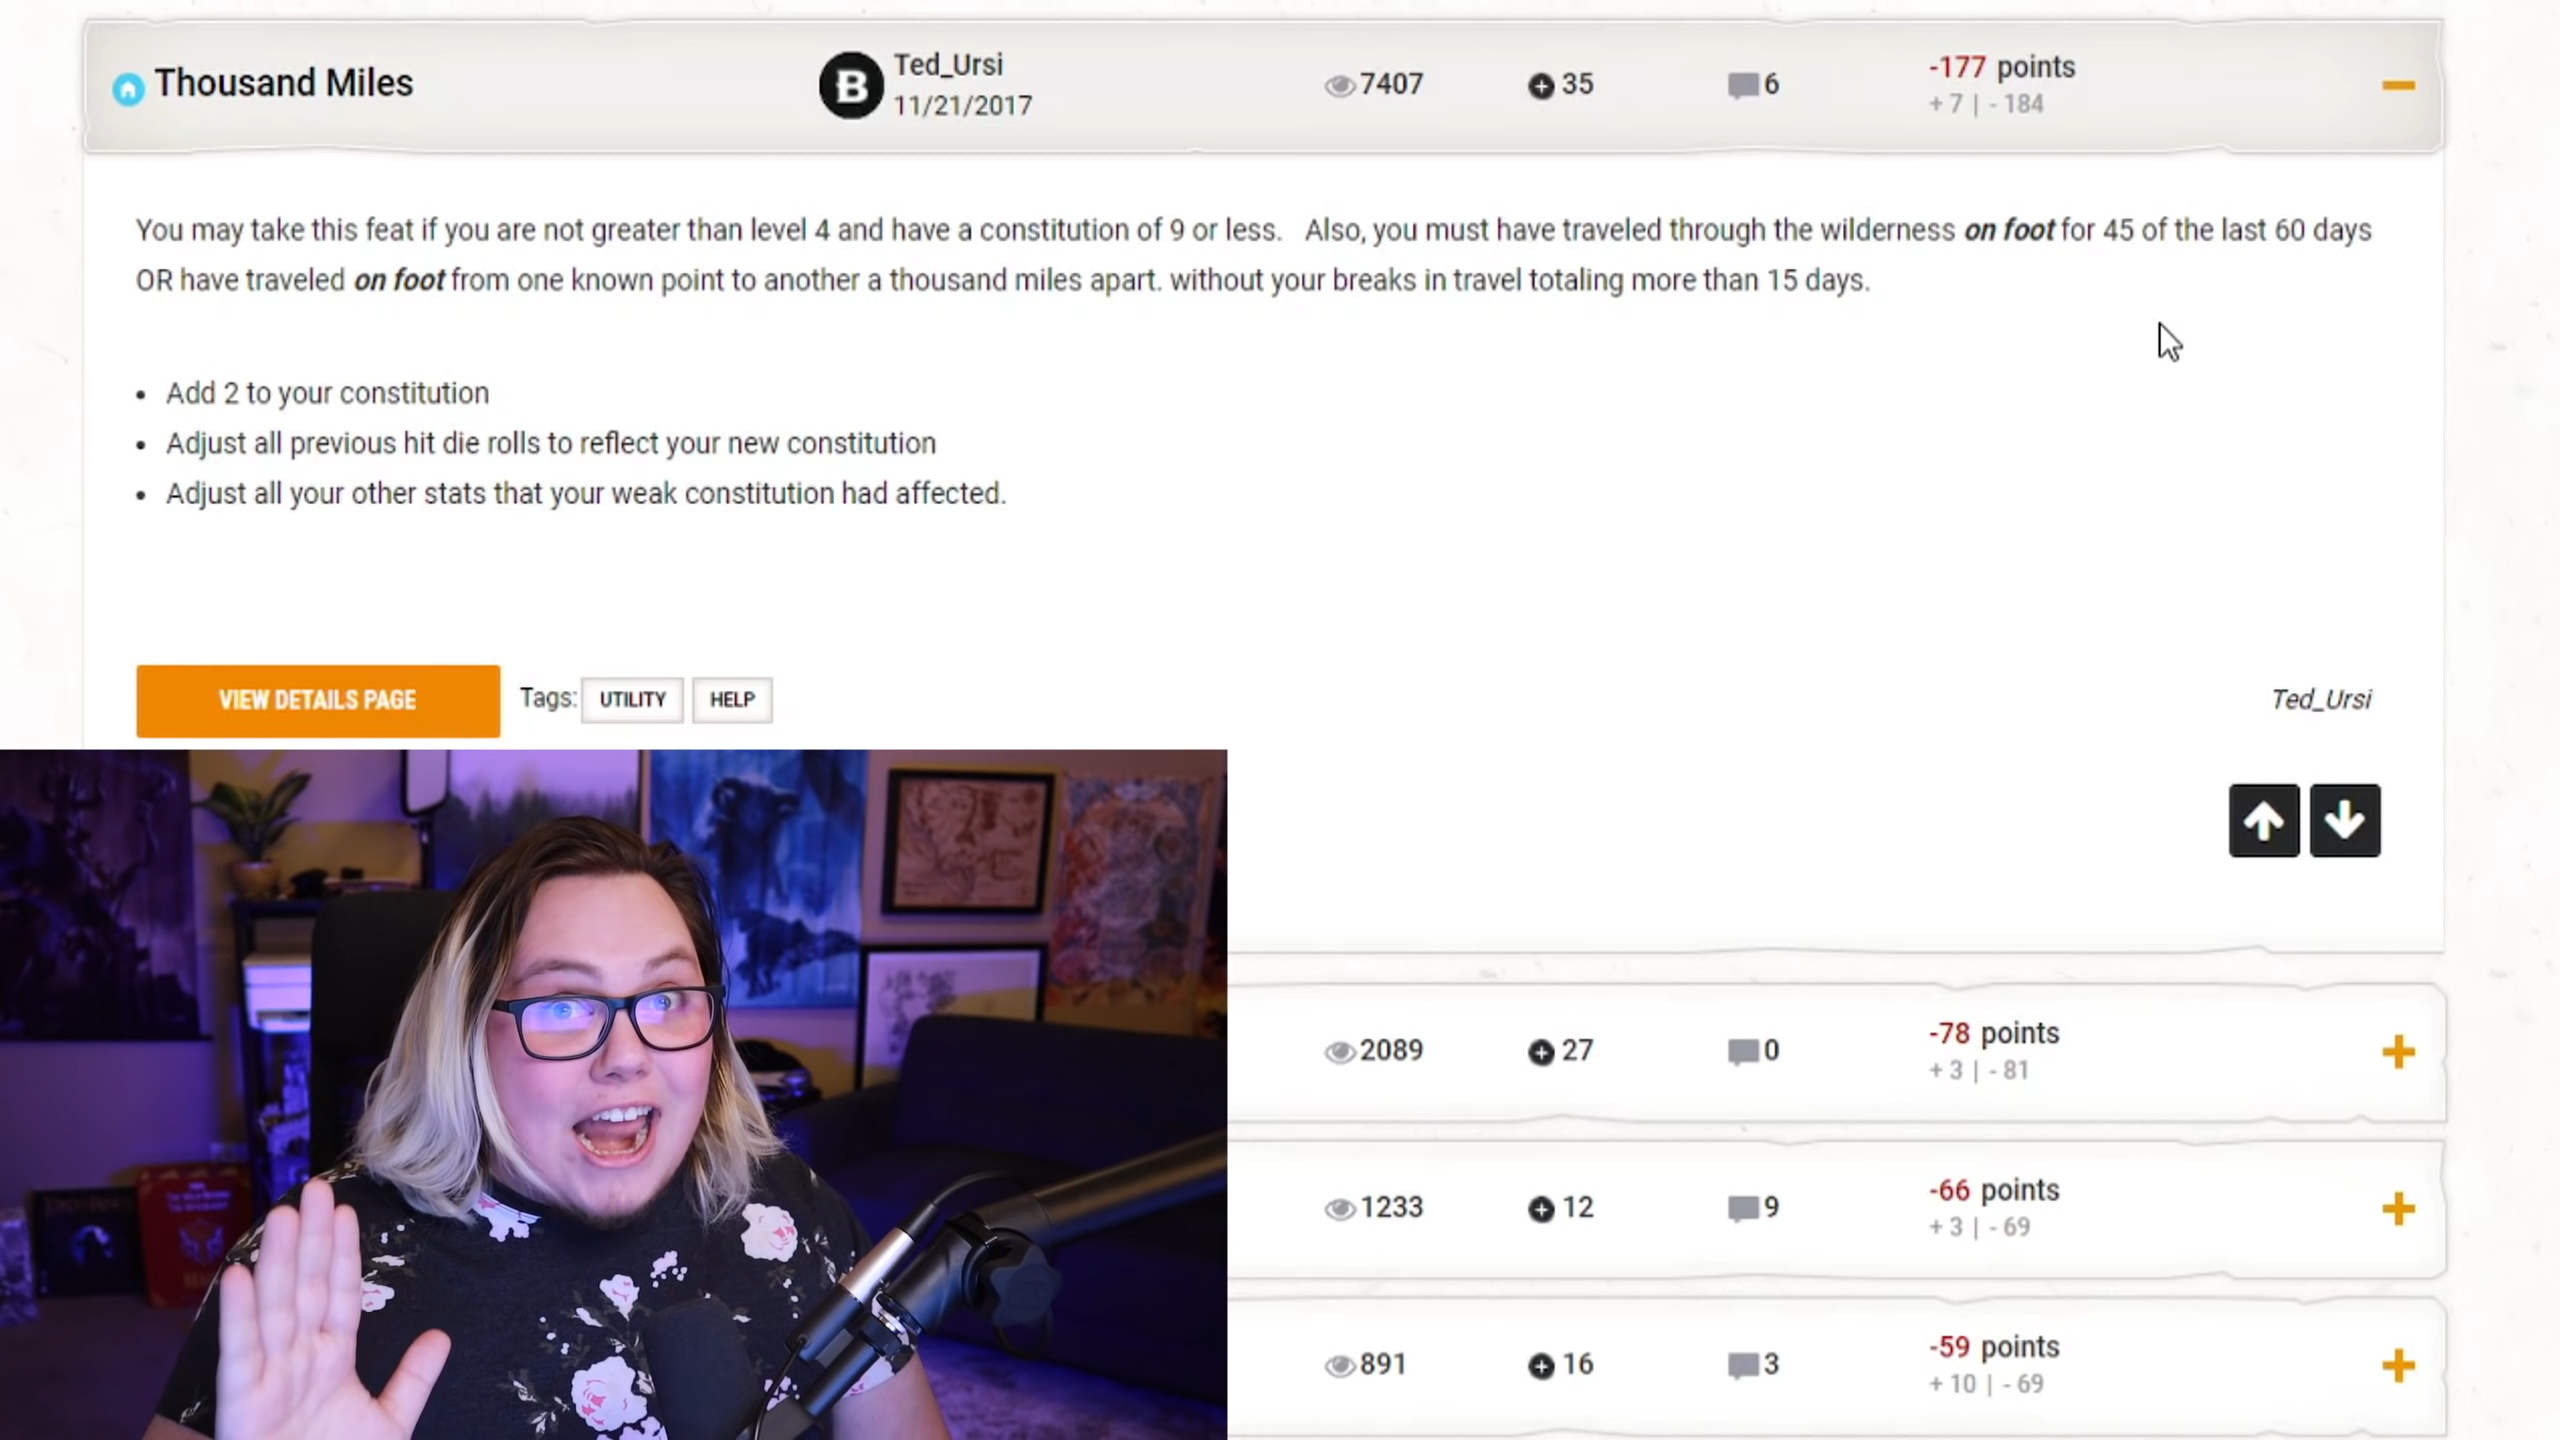 Thousand Miles
B
Ted_Ursi
11/21/2017
7407
35
6
-177 points
+ 7 | - 184
You may take this feat if you are not greater than level 4 and have a constitution of 9 or less. Also, you must have traveled through the wilderness on foot for 45 of the last 60 days
OR have traveled on foot from one known point to another a thousand miles apart. without your breaks in travel totaling more than 15 days.
• Add 2 to your constitution
• Adjust all previous hit die rolls to reflect your new constitution
• Adjust all your other stats that your weak constitution had affected.
VIEW DETAILS PAGE
Tags:
UTILITY
HELP
Ted_Ursi
2089
27
0
-78 points
+ 3 | - 81
1233
12
9
-66 points
+ 3 | - 69
891
16
3
-59 points
+ 10 | - 69